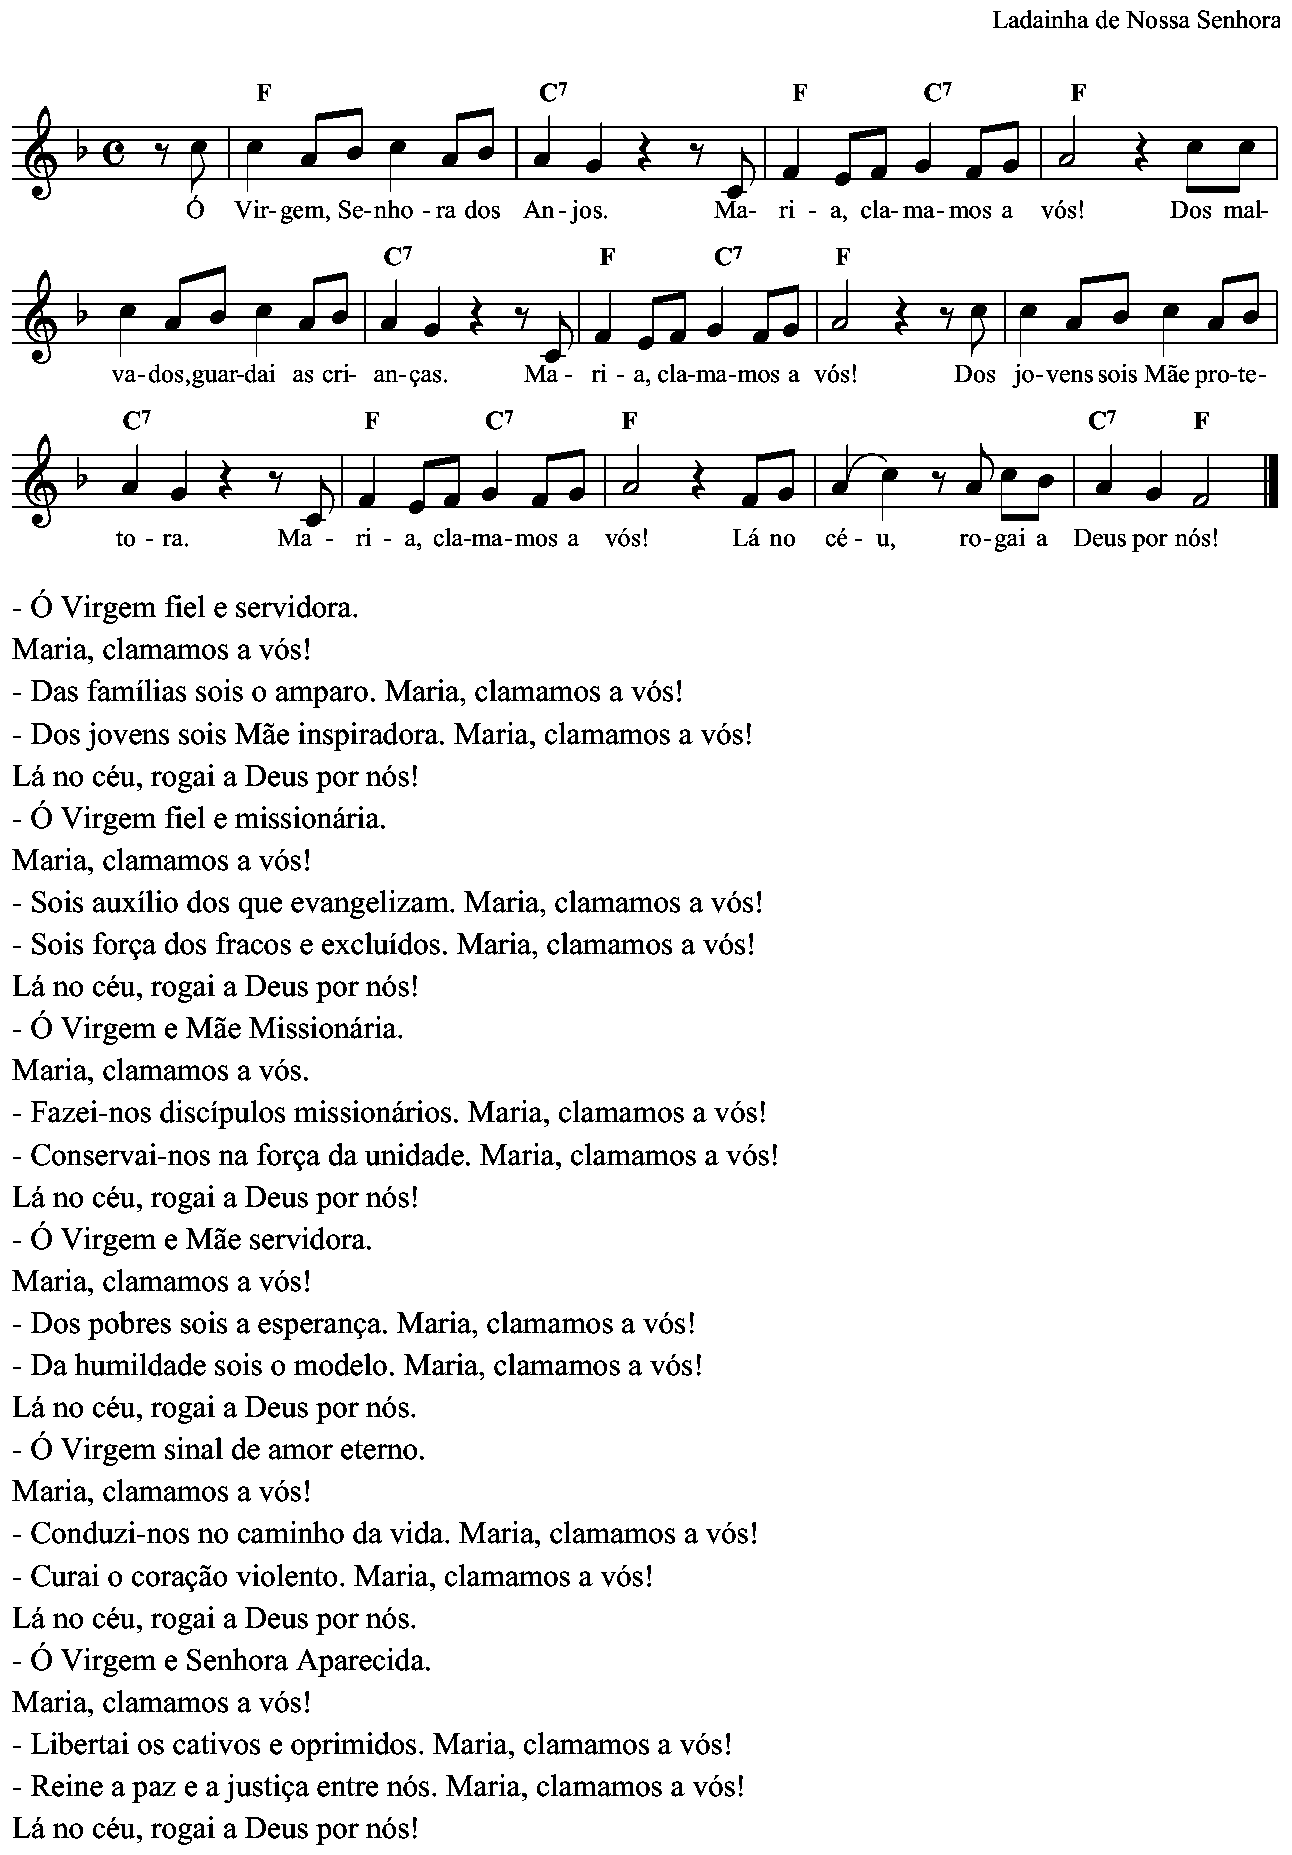 Ladainha de Nossa Senhora
F C7 F C7 F
Ó Vir-gem, Se-nho-ra dos An-jos. Ma-ri-a, cla-ma-mos a vós! Dos mal-
C7 F C7 F
va-dos,guar-dai as cri-an-ças. Ma-ri-a, cla-ma-mos a vós! Dos jo-vens sois Mãe pro-te-
C7 F C7 F C7 F
to-ra. Ma-ri-a, cla-ma-mos a vós! Lá no cé-u, ro-gai a Deus por nós!
- Ó Virgem fiel e servidora.
Maria, clamamos a vós!
- Das famílias sois o amparo. Maria, clamamos a vós!
- Dos jovens sois Mãe inspiradora. Maria, clamamos a vós!
Lá no céu, rogai a Deus por nós!
- Ó Virgem fiel e missionária.
Maria, clamamos a vós!
- Sois auxílio dos que evangelizam. Maria, clamamos a vós!
- Sois força dos fracos e excluídos. Maria, clamamos a vós!
Lá no céu, rogai a Deus por nós!
- Ó Virgem e Mãe Missionária.
Maria, clamamos a vós.
- Fazei-nos discípulos missionários. Maria, clamamos a vós!
- Conservai-nos na força da unidade. Maria, clamamos a vós!
Lá no céu, rogai a Deus por nós!
- Ó Virgem e Mãe servidora.
Maria, clamamos a vós!
- Dos pobres sois a esperança. Maria, clamamos a vós!
- Da humildade sois o modelo. Maria, clamamos a vós!
Lá no céu, rogai a Deus por nós.
- Ó Virgem sinal de amor eterno.
Maria, clamamos a vós!
- Conduzi-nos no caminho da vida. Maria, clamamos a vós!
- Curai o coração violento. Maria, clamamos a vós!
Lá no céu, rogai a Deus por nós.
- Ó Virgem e Senhora Aparecida.
Maria, clamamos a vós!
- Libertai os cativos e oprimidos. Maria, clamamos a vós!
- Reine a paz e a justiça entre nós. Maria, clamamos a vós!
Lá no céu, rogai a Deus por nós!